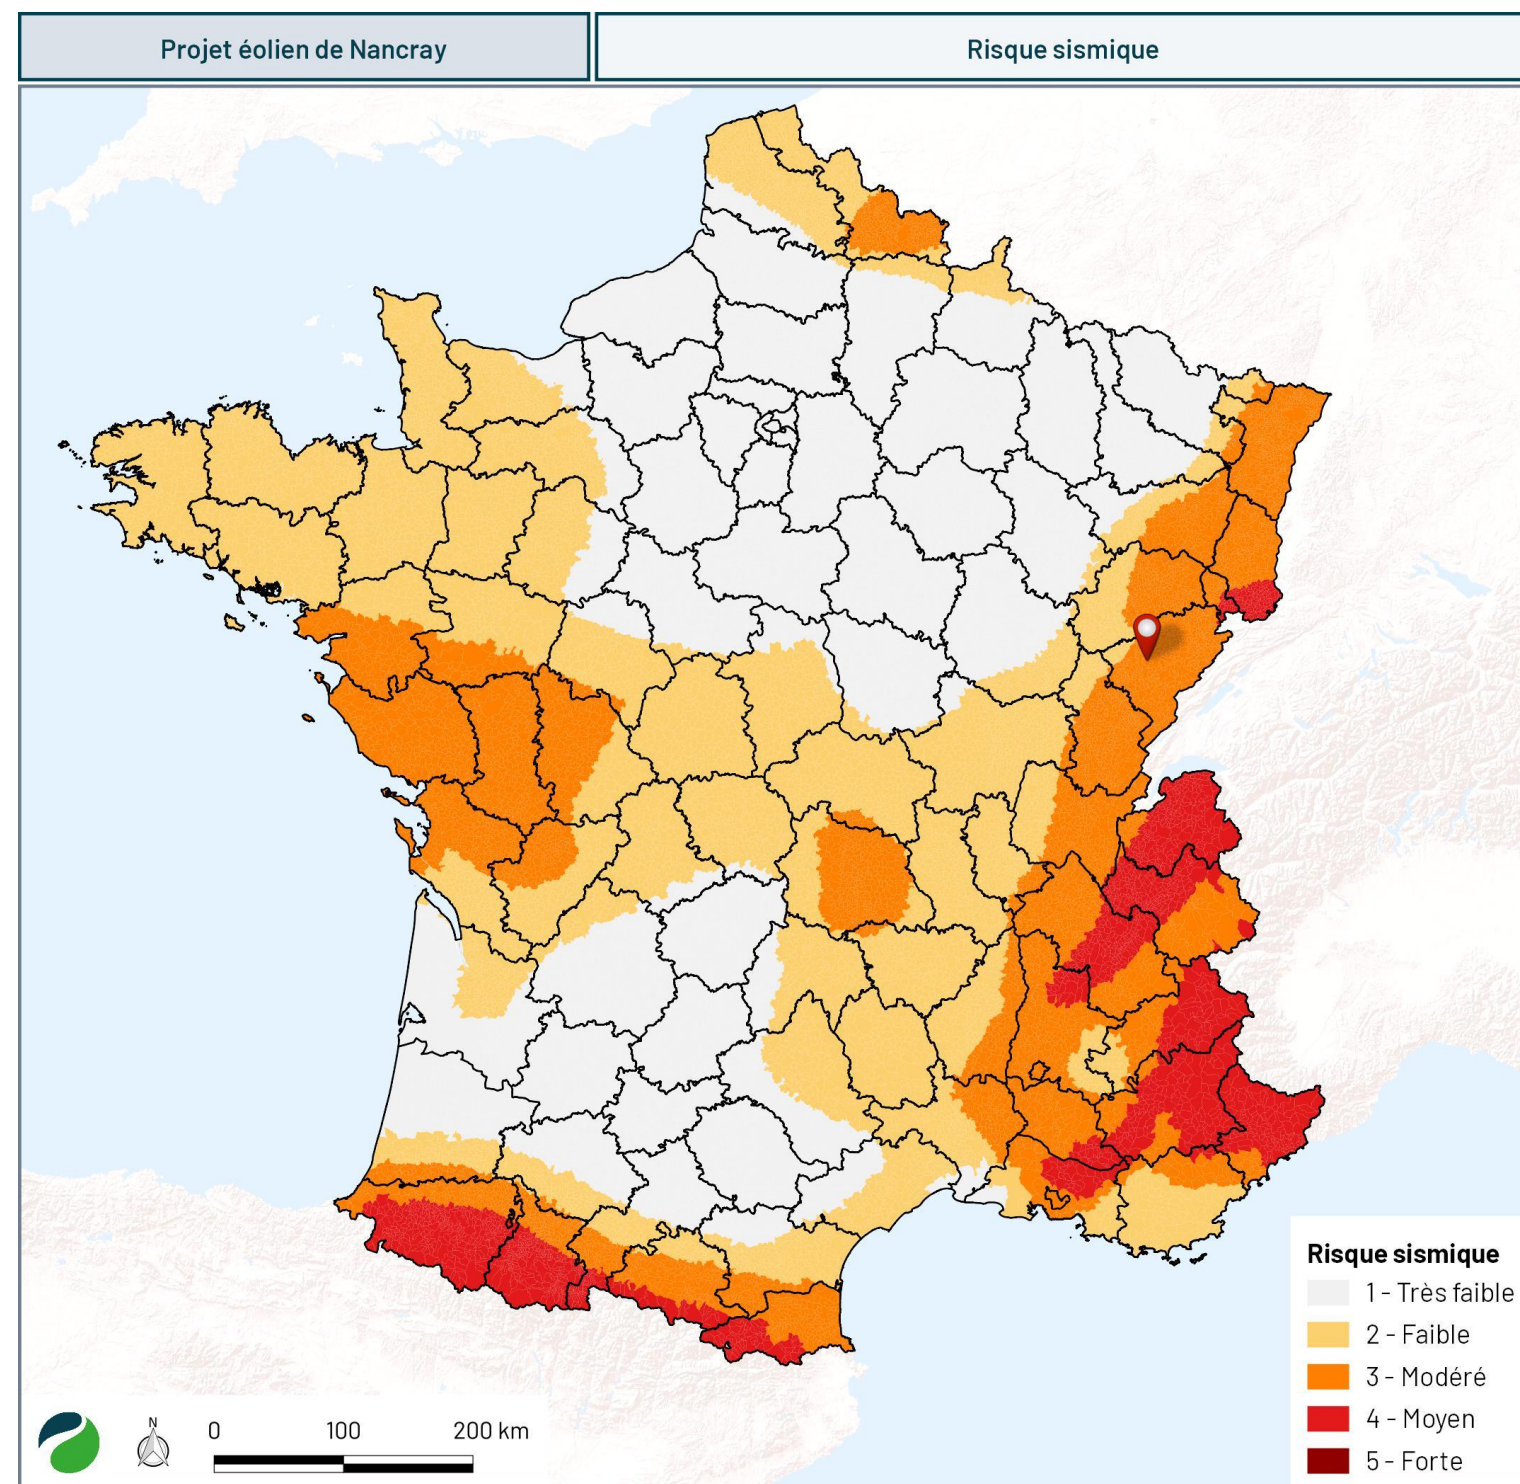 Projet éolien de Nancray
Risque sismique
Risque sismique
1 - Très faible
2 - Faible
3 - Modéré
4 - Moyen
5 - Forte
N
0 100 200 km